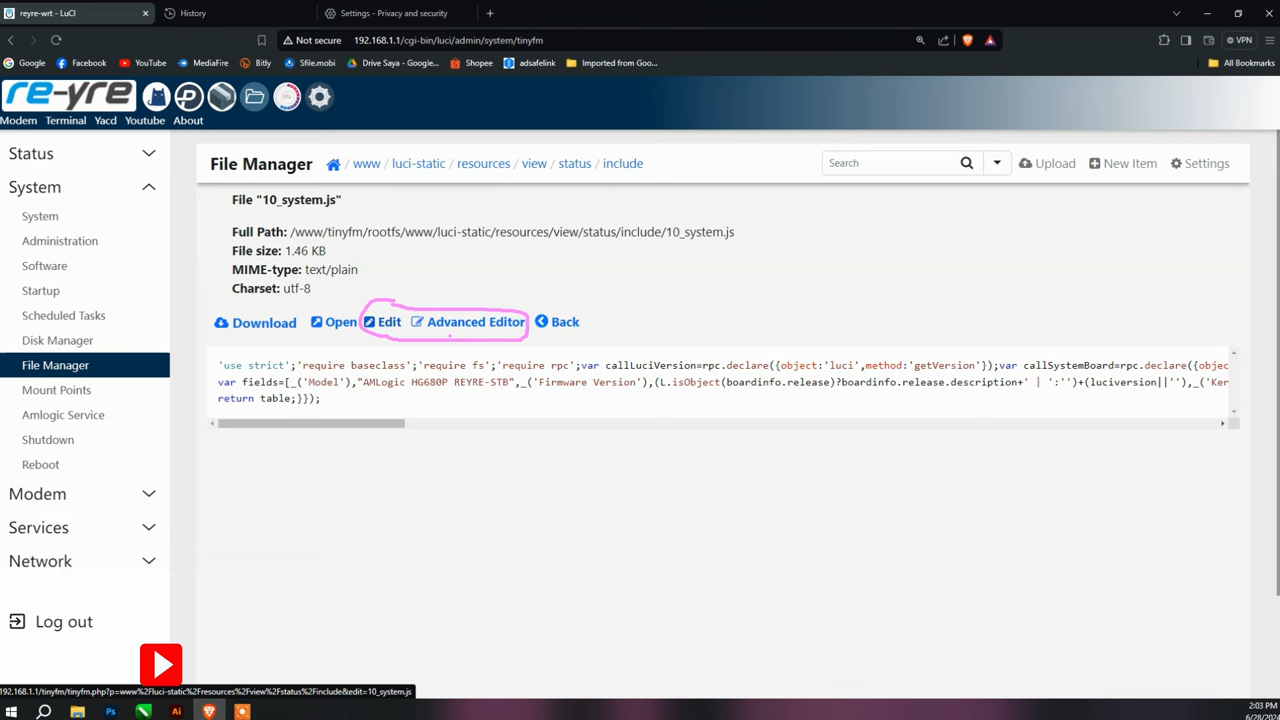 reyre-wrt - LuCI
History
Settings - Privacy and security
Not secure
192.168.1.1/cgi-bin/luci/admin/system/tinyfm
VPN
Google
Facebook
YouTube
MediaFire
Bitly
Sfile.mobi
Drive Saya - Google...
Shopee
adsafelink
Imported from Goo...
All Bookmarks
re-yre
Modem Terminal Yacd Youtube About
Status
System
System
Administration
Software
Startup
Scheduled Tasks
Disk Manager
File Manager
Mount Points
Amlogic Service
Shutdown
Reboot
Modem
Services
Network
Log out
File Manager / www / luci-static / resources / view / status / include
Search
Upload
New Item
Settings
File "10_system.js"
Full Path: /www/tinyfm/rootfs/www/luci-static/resources/view/status/include/10_system.js
File size: 1.46 KB
MIME-type: text/plain
Charset: utf-8
Download Open Edit Advanced Editor Back
'use strict';'require baseclass';'require fs';'require rpc';var callLuciVersion=rpc.declare({object:'luci',method:'getVersion'});var callSystemBoard=rpc.declare({objec
var fields=[_('Model'),"AMLogic HG680P REYRE-STB",_('Firmware Version'),(L.isObject(boardinfo.release)?boardinfo.release.description+' | ':'')+(luciversion||''),_('Ker
return table;}});
192.168.1.1/tinyfm/tinyfm.php?p=www%2Fluci-static%2Fresources%2Fview%2Fstatus%2Finclude&edit=10_system.js
2:03 PM